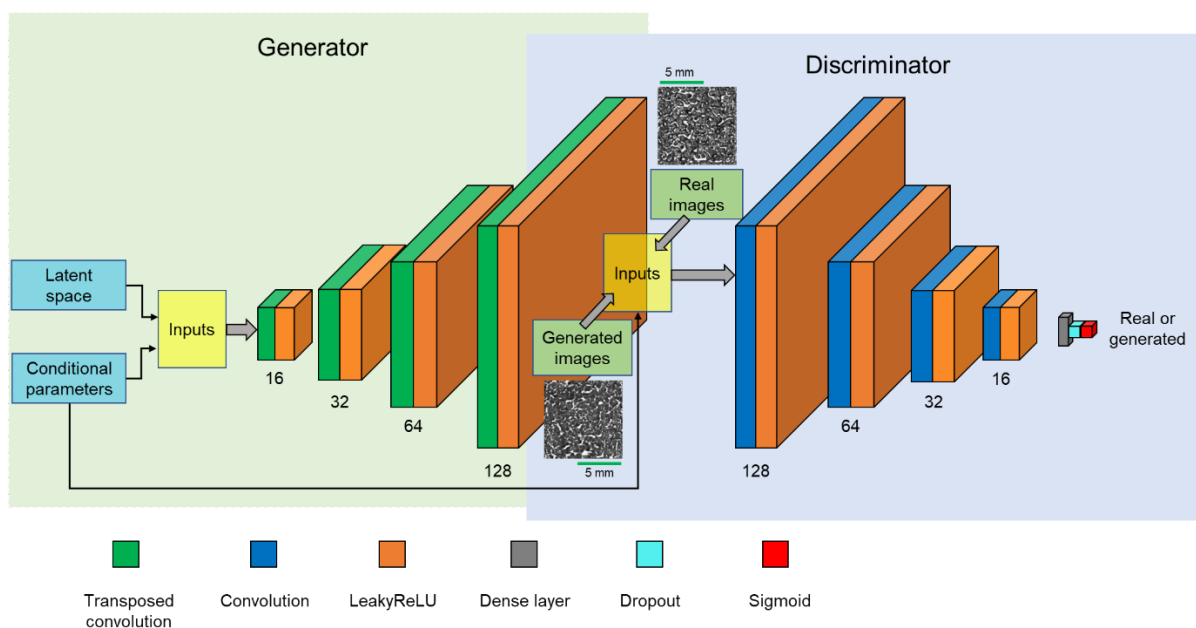 Generator
Discriminator
5 mm
Real
images
Latent
space
Inputs
Inputs
Conditional
parameters
Generated
images
Real or
generated
16
32
64
128
5 mm
128
64
32
16
Transposed
convolution
Convolution
LeakyReLU
Dense layer
Dropout
Sigmoid